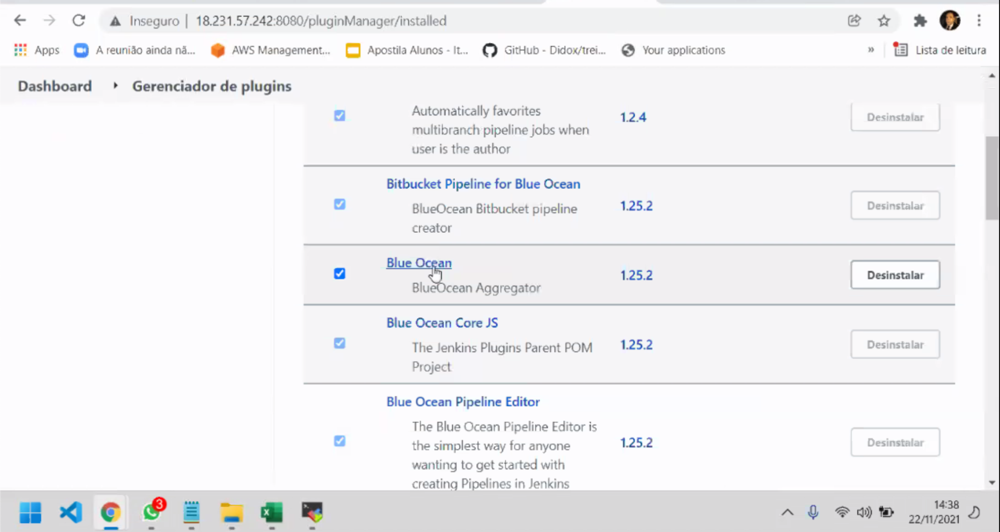 Inseguro | 18.231.57.242:8080/pluginManager/installed
Apps A reunião ainda nã... AWS Management... Apostila Alunos - It... GitHub - Didox/trei... Your applications » Lista de leitura
Dashboard Gerenciador de plugins
Automatically favorites
multibranch pipeline jobs when
user is the author
1.2.4
Desinstalar
Bitbucket Pipeline for Blue Ocean
BlueOcean Bitbucket pipeline
creator
1.25.2
Desinstalar
Blue Ocean
BlueOcean Aggregator
1.25.2
Desinstalar
Blue Ocean Core JS
The Jenkins Plugins Parent POM
Project
1.25.2
Desinstalar
Blue Ocean Pipeline Editor
The Blue Ocean Pipeline Editor is
the simplest way for anyone
wanting to get started with
creating Pipelines in Jenkins
1.25.2
Desinstalar
3
14:38
22/11/2021